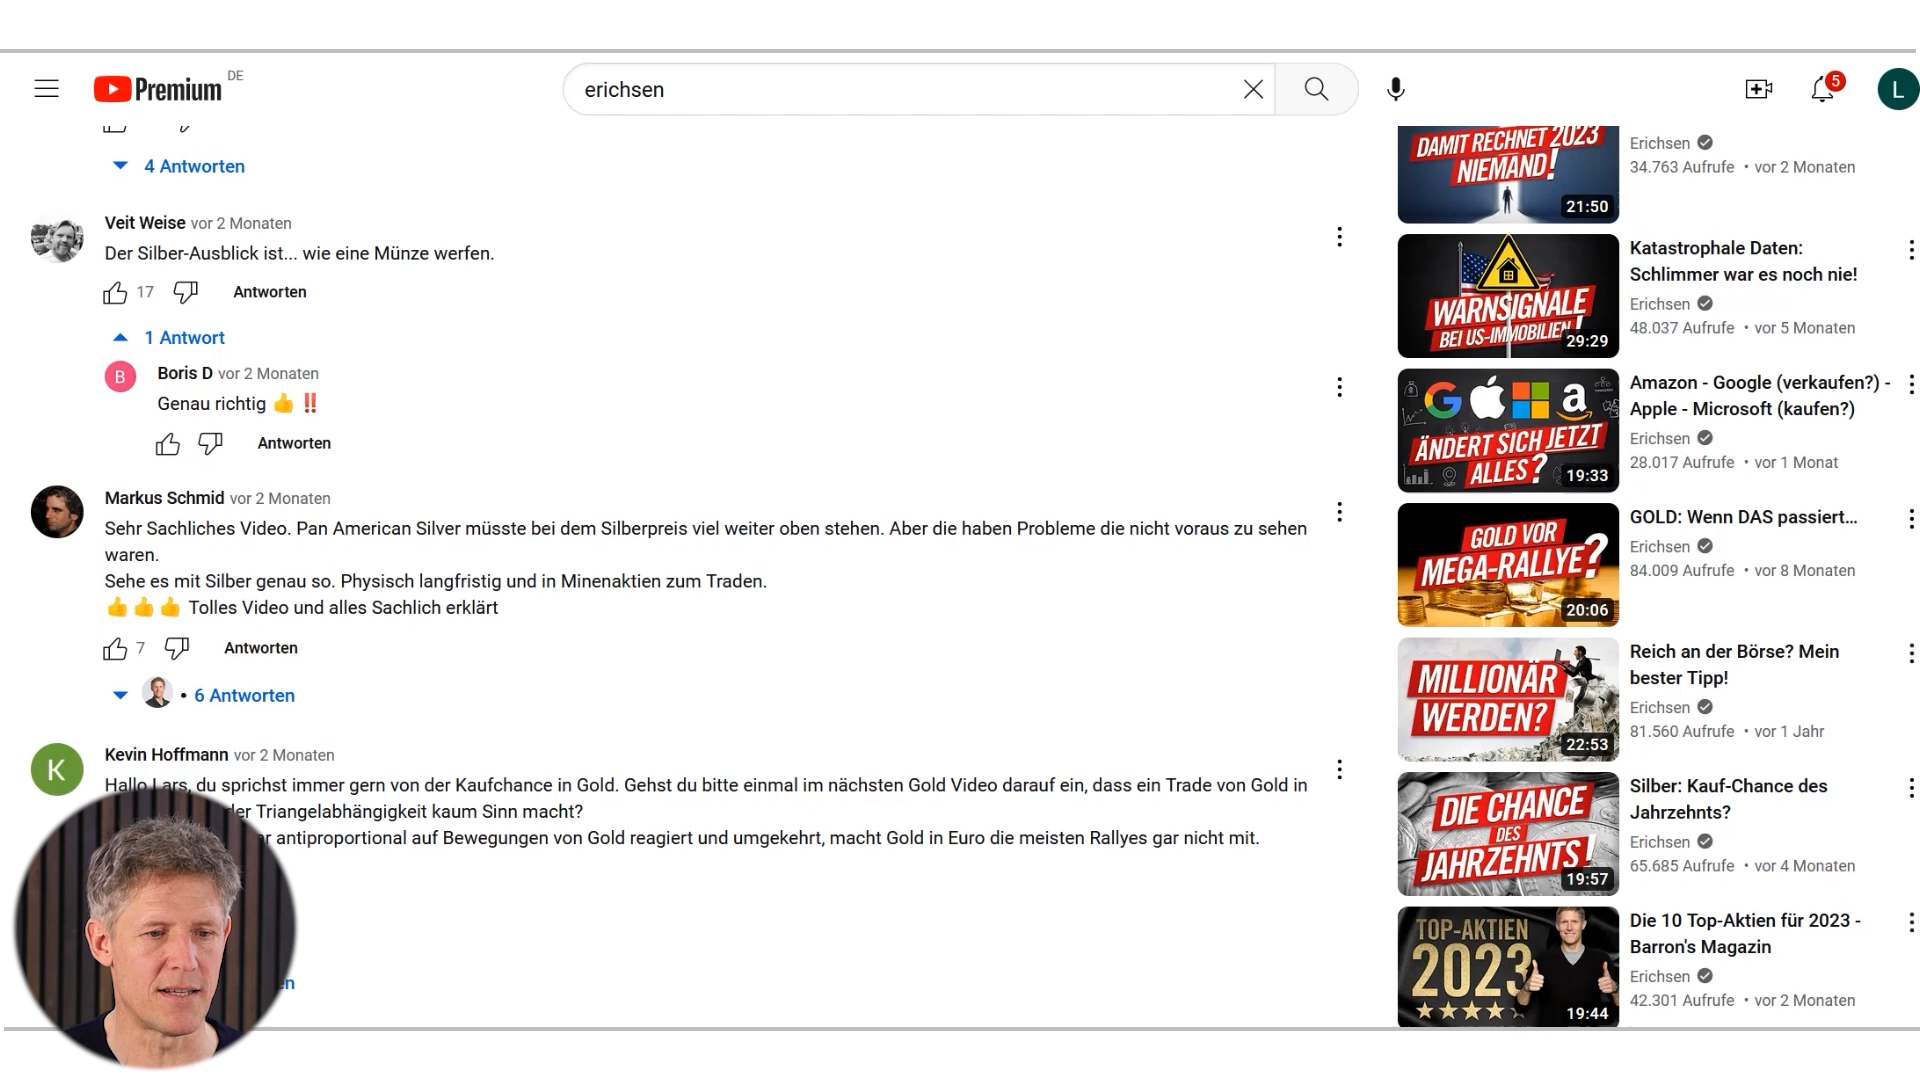 Premium DE
erichsen
5
L
4 Antworten
Veit Weise vor 2 Monaten
Der Silber-Ausblick ist... wie eine Münze werfen.
17 Antworten
1 Antwort
B
Boris D vor 2 Monaten
Genau richtig 👍 ‼️
Antworten
Markus Schmid vor 2 Monaten
Sehr Sachliches Video. Pan American Silver müsste bei dem Silberpreis viel weiter oben stehen. Aber die haben Probleme die nicht voraus zu sehen
waren.
Sehe es mit Silber genau so. Physisch langfristig und in Minenaktien zum Traden.
👍👍👍 Tolles Video und alles Sachlich erklärt
7 Antworten
• 6 Antworten
K
Kevin Hoffmann vor 2 Monaten
Hallo Lars, du sprichst immer gern von der Kaufchance in Gold. Gehst du bitte einmal im nächsten Gold Video darauf ein, dass ein Trade von Gold in
der Triangelabhängigkeit kaum Sinn macht?
antiproportional auf Bewegungen von Gold reagiert und umgekehrt, macht Gold in Euro die meisten Rallyes gar nicht mit.
DAMIT RECHNET 2023
NIEMAND!
21:50
Erichsen
34.763 Aufrufe • vor 2 Monaten
WARNSIGNALE
BEI US-IMMOBILIEN!
29:29
Katastrophale Daten:
Schlimmer war es noch nie!
Erichsen
48.037 Aufrufe • vor 5 Monaten
G a
ÄNDERT SICH JETZT
ALLES?
19:33
Amazon - Google (verkaufen?) -
Apple - Microsoft (kaufen?)
Erichsen
28.017 Aufrufe • vor 1 Monat
GOLD VOR
MEGA-RALLYE?
20:06
GOLD: Wenn DAS passiert...
Erichsen
84.009 Aufrufe • vor 8 Monaten
MILLIONÄR
WERDEN?
22:53
Reich an der Börse? Mein
bester Tipp!
Erichsen
81.560 Aufrufe • vor 1 Jahr
DIE CHANCE
DES
JAHRZEHNTS!
19:57
Silber: Kauf-Chance des
Jahrzehnts?
Erichsen
65.685 Aufrufe • vor 4 Monaten
TOP-AKTIEN
2023
19:44
Die 10 Top-Aktien für 2023 -
Barron's Magazin
Erichsen
42.301 Aufrufe • vor 2 Monaten